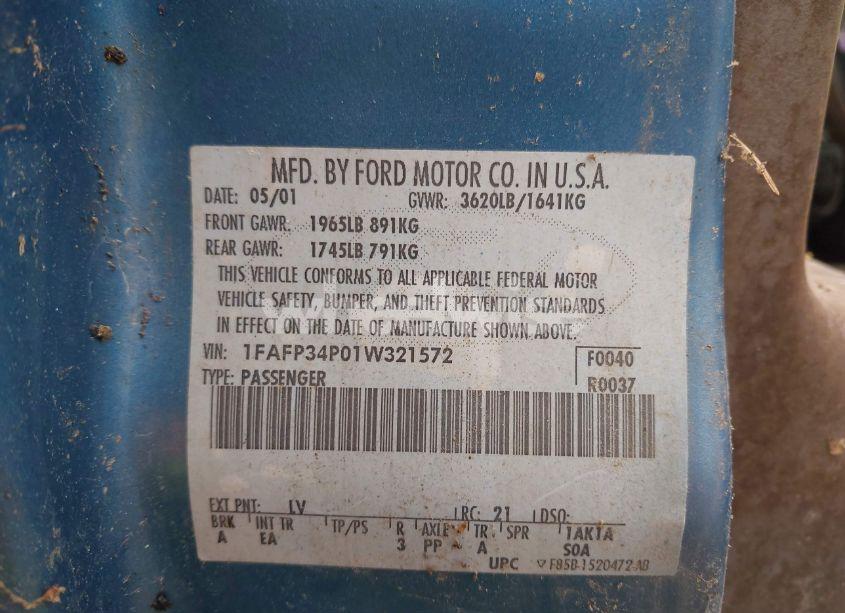 MFD. BY FORD MOTOR CO. IN U.S.A.
DATE: 05/01 GVWR: 3620LB/1641KG
FRONT GAWR: 1965LB 891KG
REAR GAWR: 1745LB 791KG
THIS VEHICLE CONFORMS TO ALL APPLICABLE FEDERAL MOTOR
VEHICLE SAFETY, BUMPER, AND THEFT PREVENTION STANDARDS
IN EFFECT ON THE DATE OF MANUFACTURE SHOWN ABOVE.
VIN: 1FAFP34P01W321572 F0040
TYPE: PASSENGER R0037
EXT PNT: LV RC: 21 DSO:
BRK INT TR TP/PS R AXLE TR SPR 1AK1A
A EA 3 PP A S0A
UPC F85B-1520472-AB